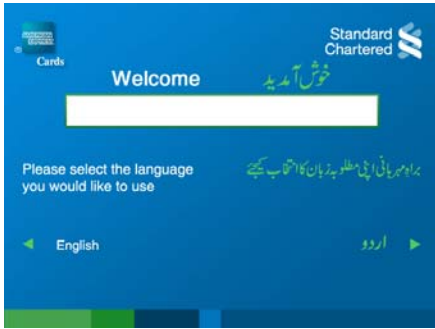 Standard
Chartered
Cards
Welcome
خوش آمدید
Please select the language
you would like to use
براہ مہربانی اپنی مطلوبہ زبان کا انتخاب کیجئے
English
اردو